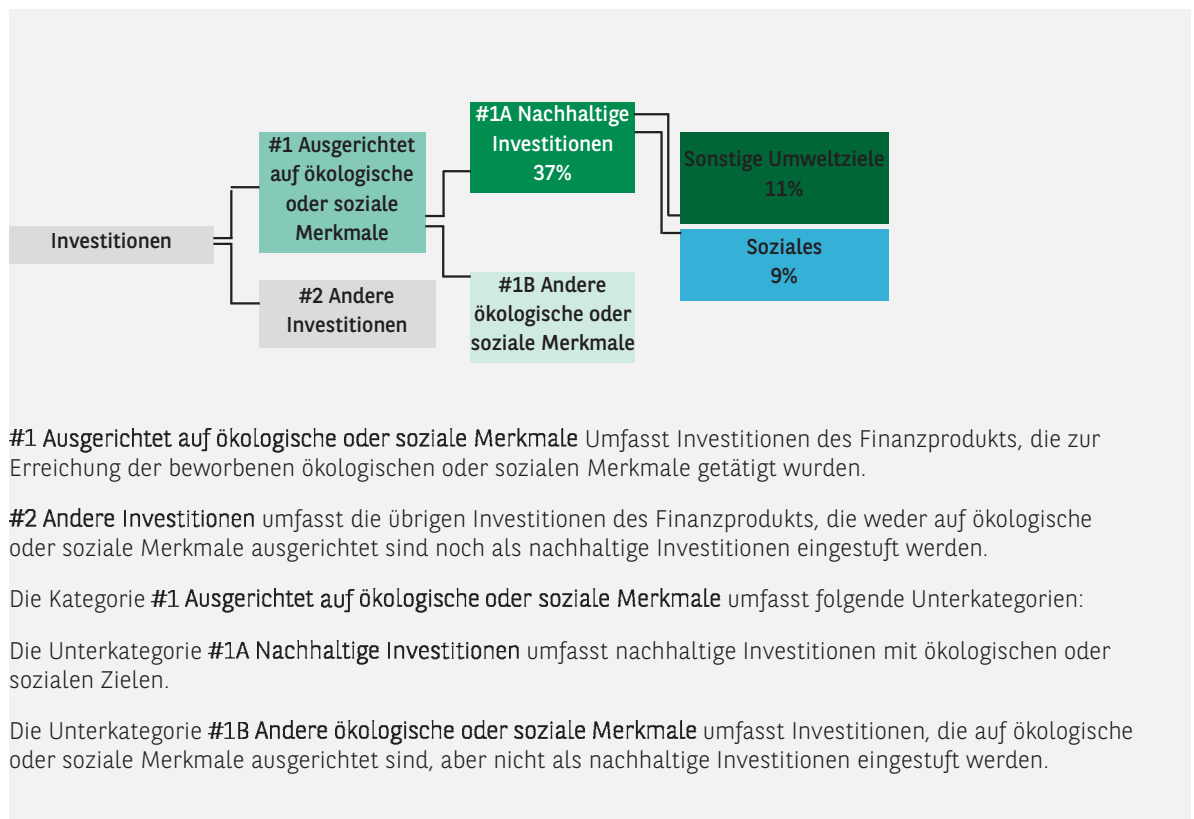 Investitionen
#1 Ausgerichtet
auf ökologische
oder soziale
Merkmale
#2 Andere
Investitionen
#1A Nachhaltige
Investitionen
37%
#1B Andere
ökologische oder
soziale Merkmale
Sonstige Umweltziele
11%
Soziales
9%
#1 Ausgerichtet auf ökologische oder soziale Merkmale Umfasst Investitionen des Finanzprodukts, die zur
Erreichung der beworbenen ökologischen oder sozialen Merkmale getätigt wurden.
#2 Andere Investitionen umfasst die übrigen Investitionen des Finanzprodukts, die weder auf ökologische
oder soziale Merkmale ausgerichtet sind noch als nachhaltige Investitionen eingestuft werden.
Die Kategorie #1 Ausgerichtet auf ökologische oder soziale Merkmale umfasst folgende Unterkategorien:
Die Unterkategorie #1A Nachhaltige Investitionen umfasst nachhaltige Investitionen mit ökologischen oder
sozialen Zielen.
Die Unterkategorie #1B Andere ökologische oder soziale Merkmale umfasst Investitionen, die auf ökologische
oder soziale Merkmale ausgerichtet sind, aber nicht als nachhaltige Investitionen eingestuft werden.